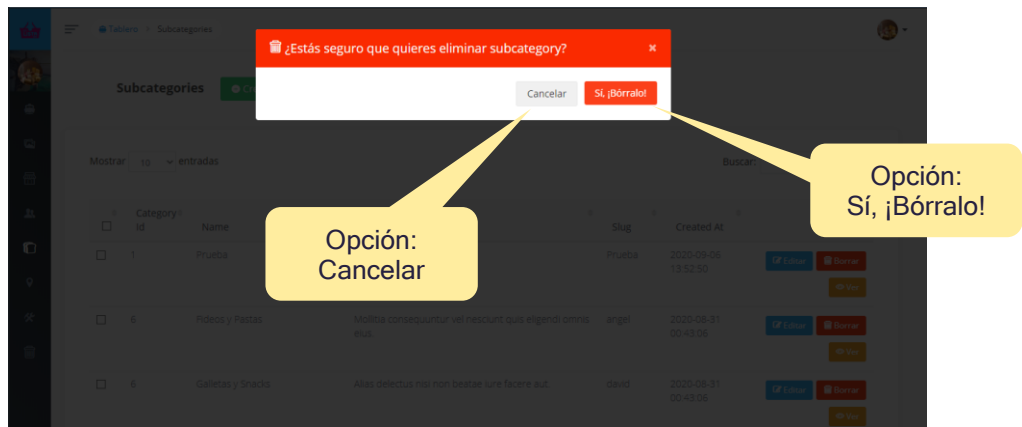 Tablero > Subcategories
¿Estás seguro que quieres eliminar subcategory? ×
Cancelar Sí, ¡Bórralo!
Subcategories
Mostrar 10 entradas Buscar:
Opción:
Sí, ¡Bórralo!
Opción:
Cancelar
Category
Id Name Slug Created At
1 Prueba Prueba 2020-09-06
13:52:50 Editar Borrar
Ver
6 Fideos y Pastas Mollitia consequuntur vel nesciunt quis eligendi omnis angel 2020-08-31
eius. 00:43:06 Editar Borrar
Ver
6 Galletas y Snacks Alias delectus nisi non beatae iure facere aut. david 2020-08-31
00:43:06 Editar Borrar
Ver